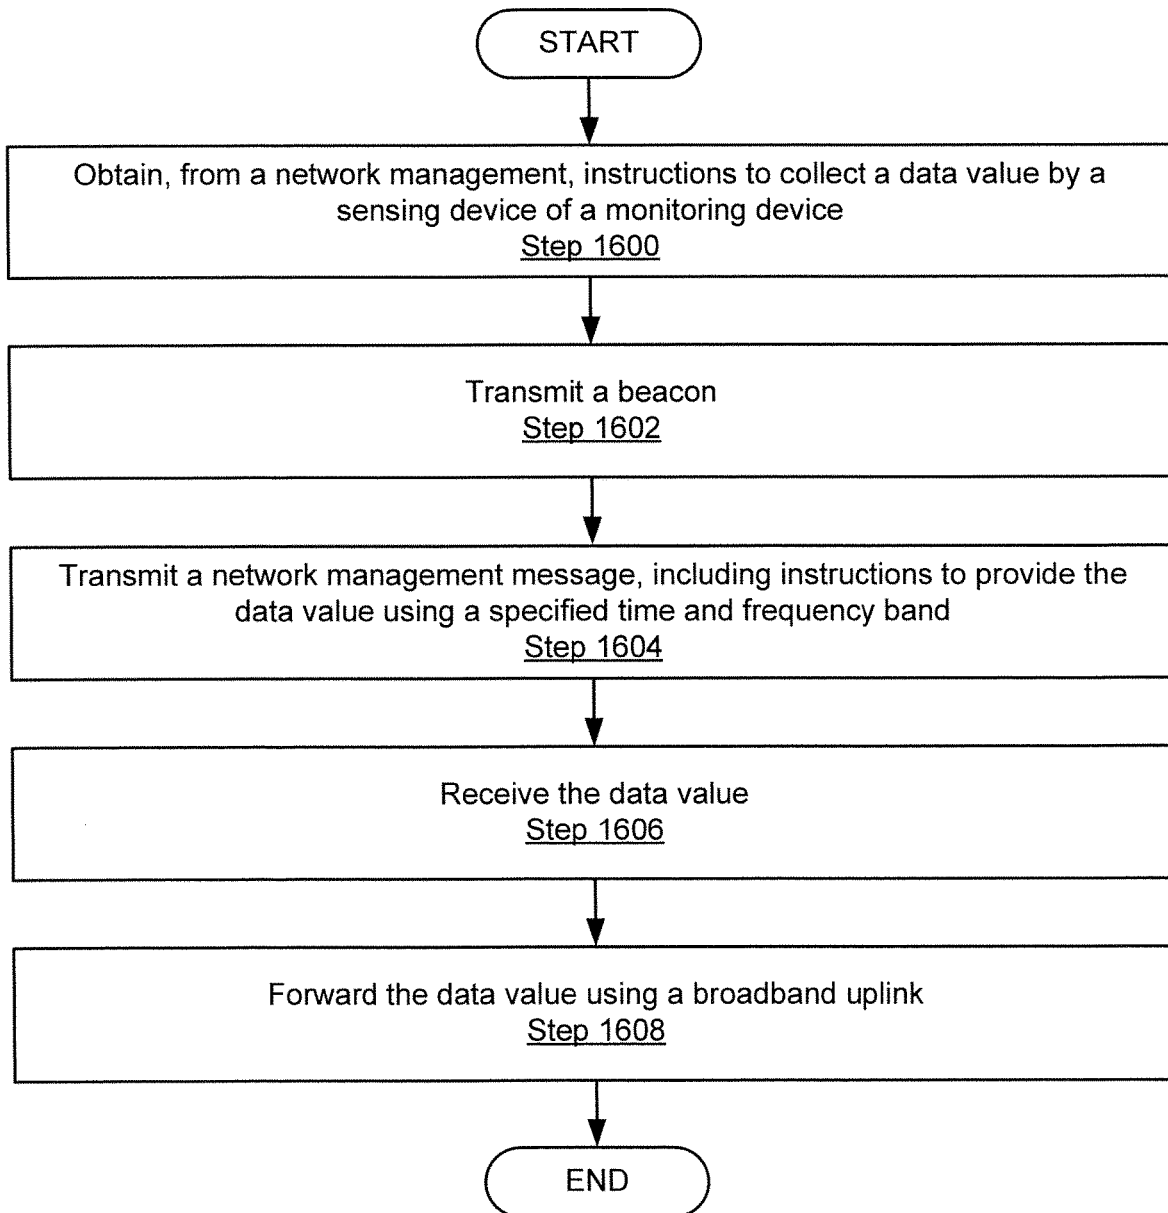 START
Obtain, from a network management, instructions to collect a data value by a
sensing device of a monitoring device
Step 1600
Transmit a beacon
Step 1602
Transmit a network management message, including instructions to provide the
data value using a specified time and frequency band
Step 1604
Receive the data value
Step 1606
Forward the data value using a broadband uplink
Step 1608
END